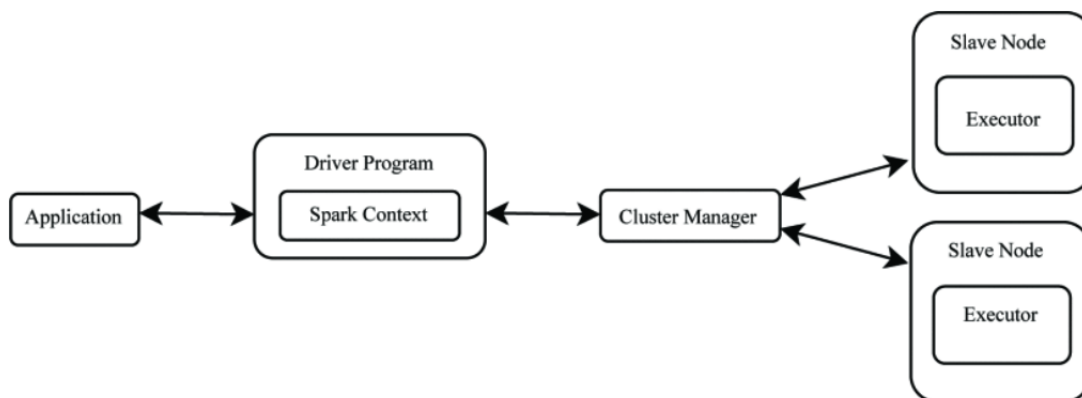 Application
Driver Program
Spark Context
Cluster Manager
Slave Node
Executor
Slave Node
Executor